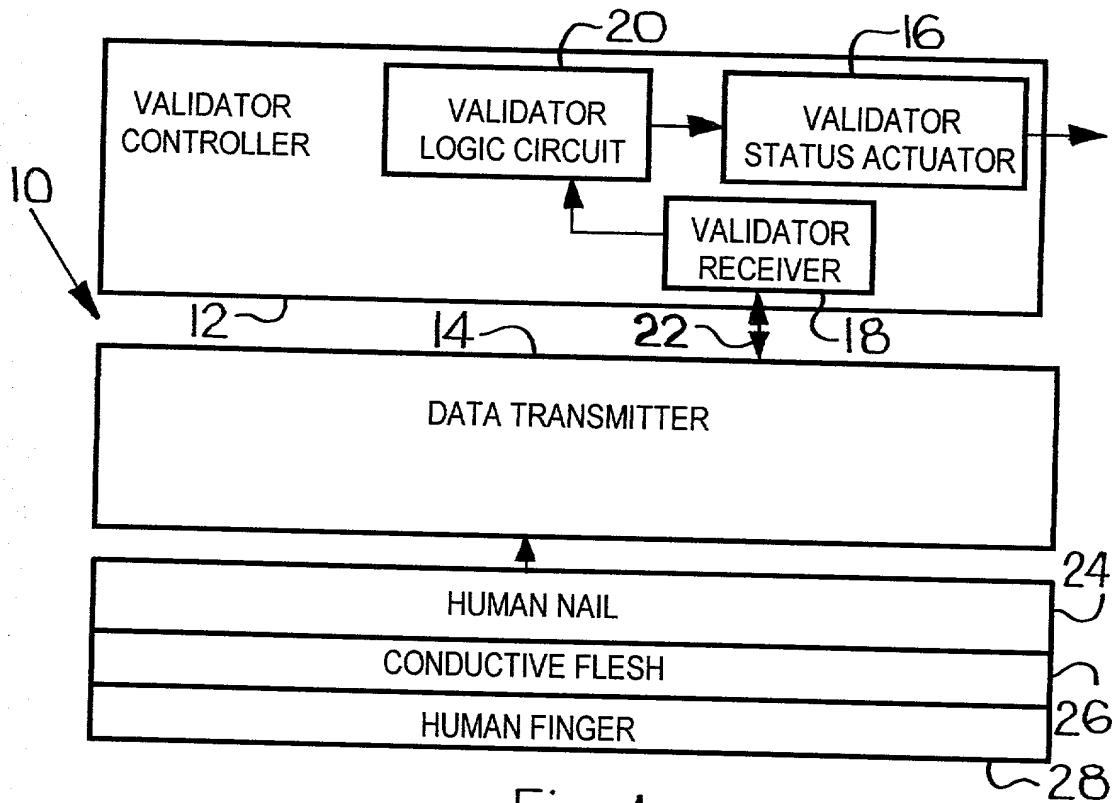 20
16
VALIDATOR
CONTROLLER
VALIDATOR
LOGIC CIRCUIT
VALIDATOR
STATUS ACTUATOR
10
VALIDATOR
RECEIVER
12
14
22
18
DATA TRANSMITTER
24
HUMAN NAIL
CONDUCTIVE FLESH
26
HUMAN FINGER
28